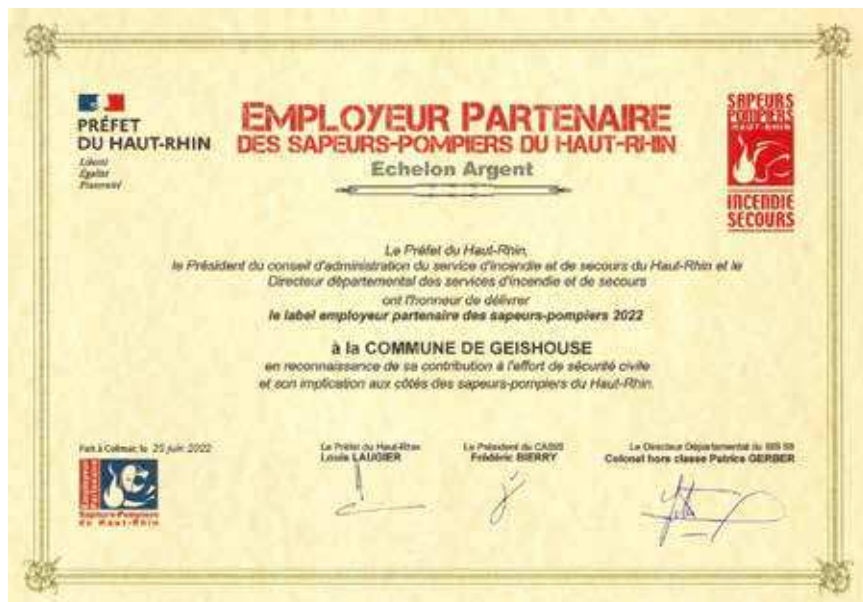 PRÉFET
DU HAUT-RHIN
Liberté
Égalité
Fraternité
EMPLOYEUR PARTENAIRE
DES SAPEURS-POMPIERS DU HAUT-RHIN
Echelon Argent
SAPEURS
POMPIERS
HAUT-RHIN
INCENDIE
SECOURS
Le Préfet du Haut-Rhin,
le Président du conseil d'administration du service d'incendie et de secours du Haut-Rhin et le
Directeur départemental des services d'incendie et de secours
ont l'honneur de délivrer
le label employeur partenaire des sapeurs-pompiers 2022
à la COMMUNE DE GEISHOUSE
en reconnaissance de sa contribution à l'effort de sécurité civile
et son implication aux côtés des sapeurs-pompiers du Haut-Rhin.
Fait à Colmar, le 25 juin 2022
Le Préfet du Haut-Rhin
Louis LAUGIER
Le Président du CASIS
Frédéric BIERRY
Le Directeur Départemental du SIS 68
Colonel hors classe Patrice GERBER
Employeur
Partenaire
Sapeurs-Pompiers
du Haut-Rhin